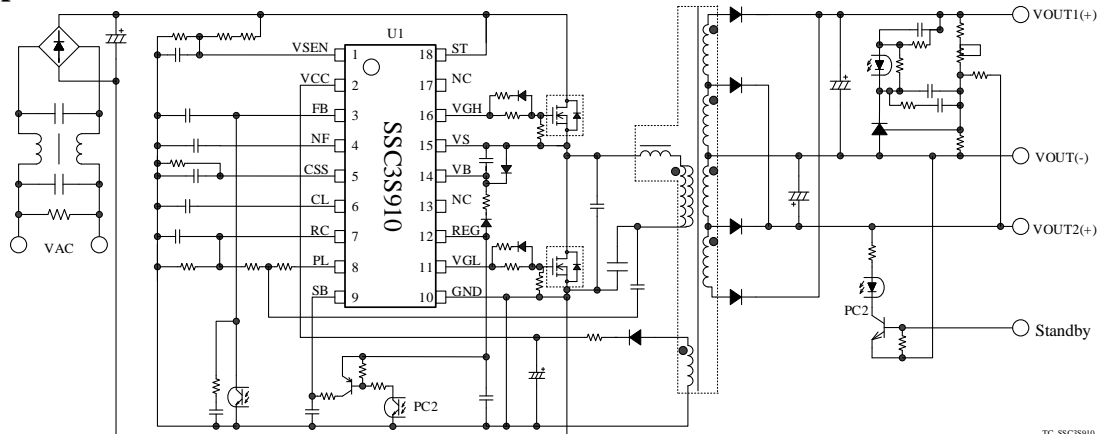 U1
SSC3S910
VSEN 1
VCC 2
FB 3
NF 4
CSS 5
CL 6
RC 7
PL 8
SB 9
18 ST
17 NC
16 VGH
15 VS
14 VB
13 NC
12 REG
11 VGL
10 GND
VAC
PC2
VOUT1(+)
VOUT(-)
VOUT2(+)
PC2
Standby
TC_SSC3S910